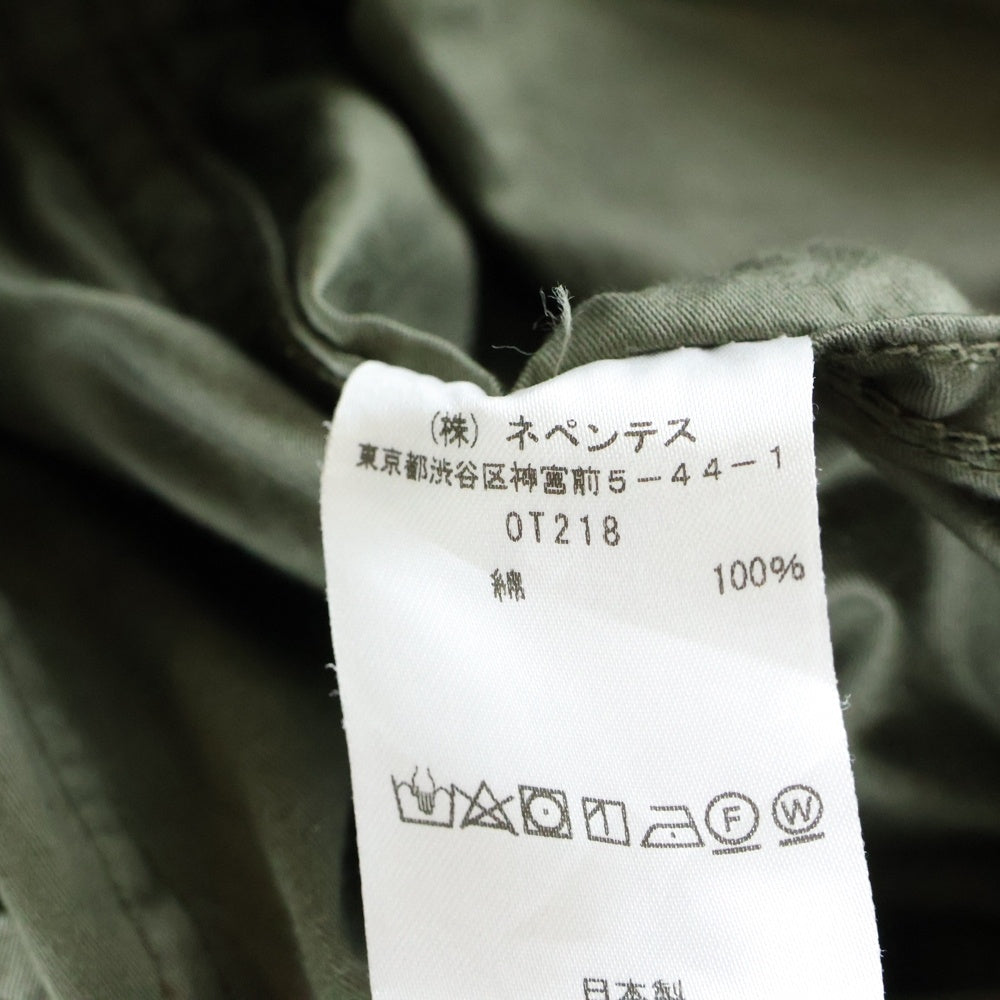 （株）ネペンテス
東京都渋谷区神宮前5-44-1
OT218
綿 100%
F W
日本製